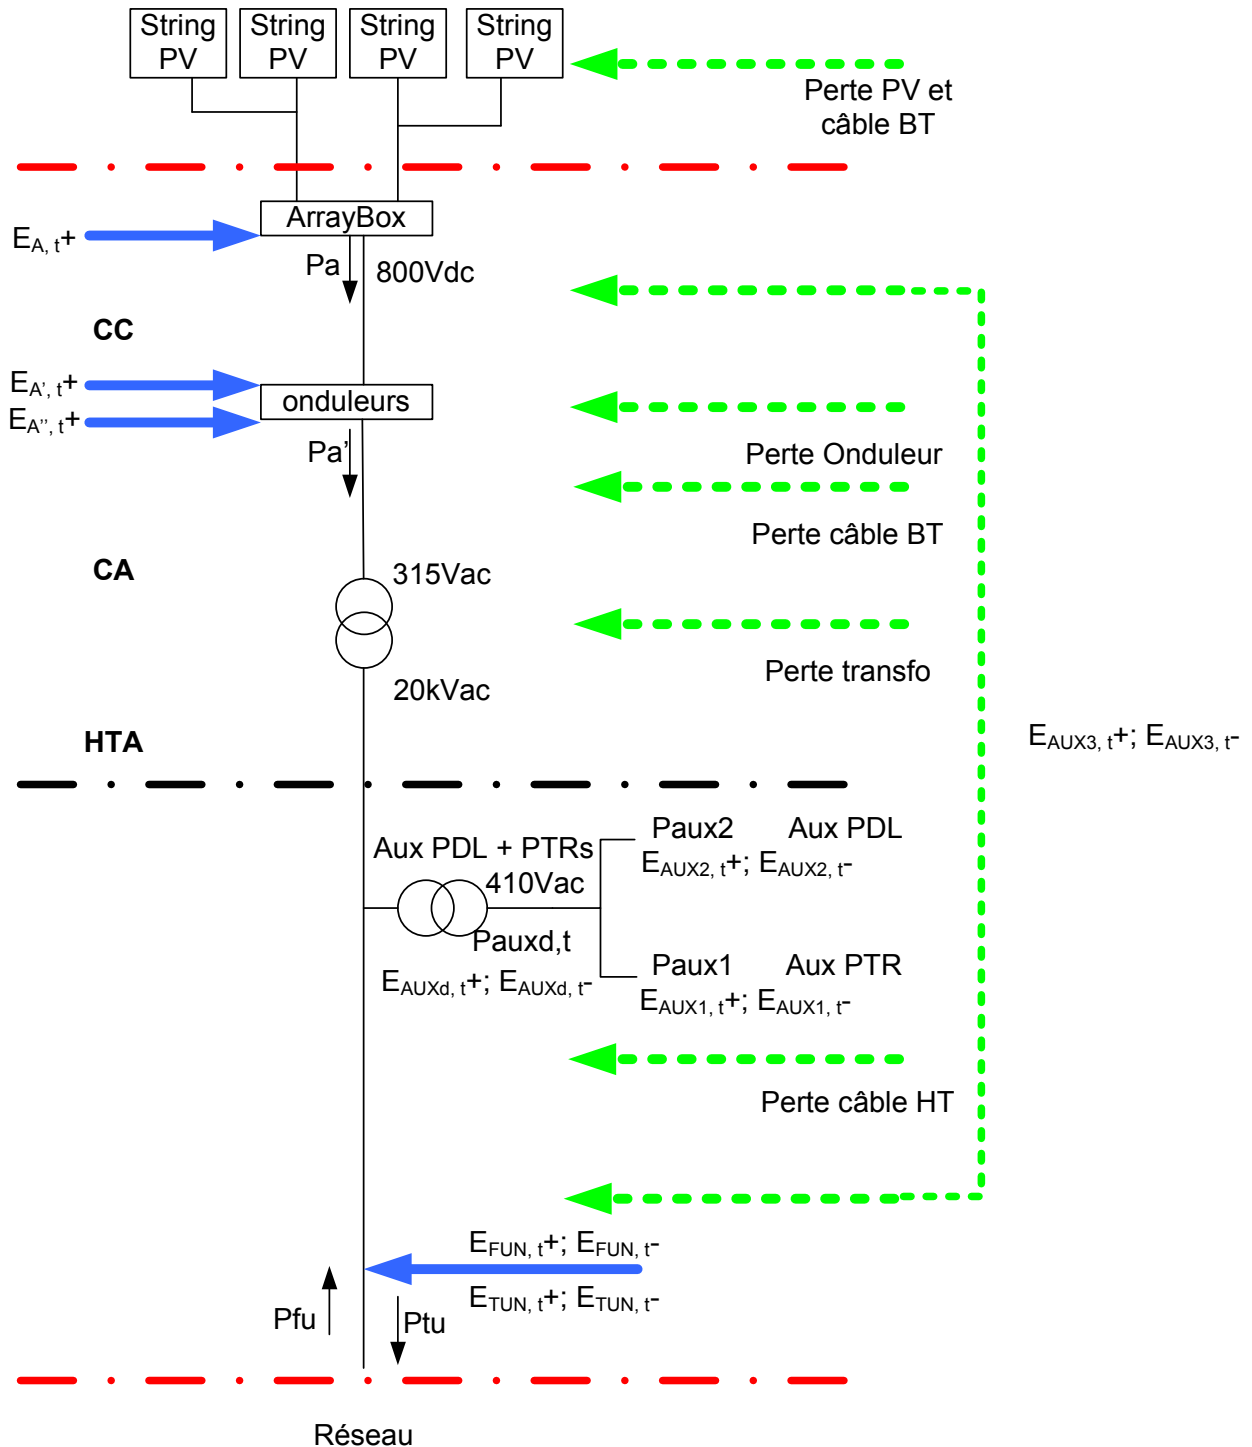 String
PV
String
PV
String
PV
String
PV
Perte PV et
câble BT
ArrayBox
EA, t+
Pa
800Vdc
CC
EA', t+
onduleurs
EA'', t+
Pa'
Perte Onduleur
Perte câble BT
CA
315Vac
Perte transfo
20kVac
HTA
EAUX3, t+; EAUX3, t-
Aux PDL + PTRs
410Vac
Paux2 Aux PDL
EAUX2, t+; EAUX2, t-
Pauxd,t
EAUXd, t+; EAUXd, t-
Paux1 Aux PTR
EAUX1, t+; EAUX1, t-
Perte câble HT
EFUN, t+; EFUN, t-
ETUN, t+; ETUN, t-
Pfu
Ptu
Réseau